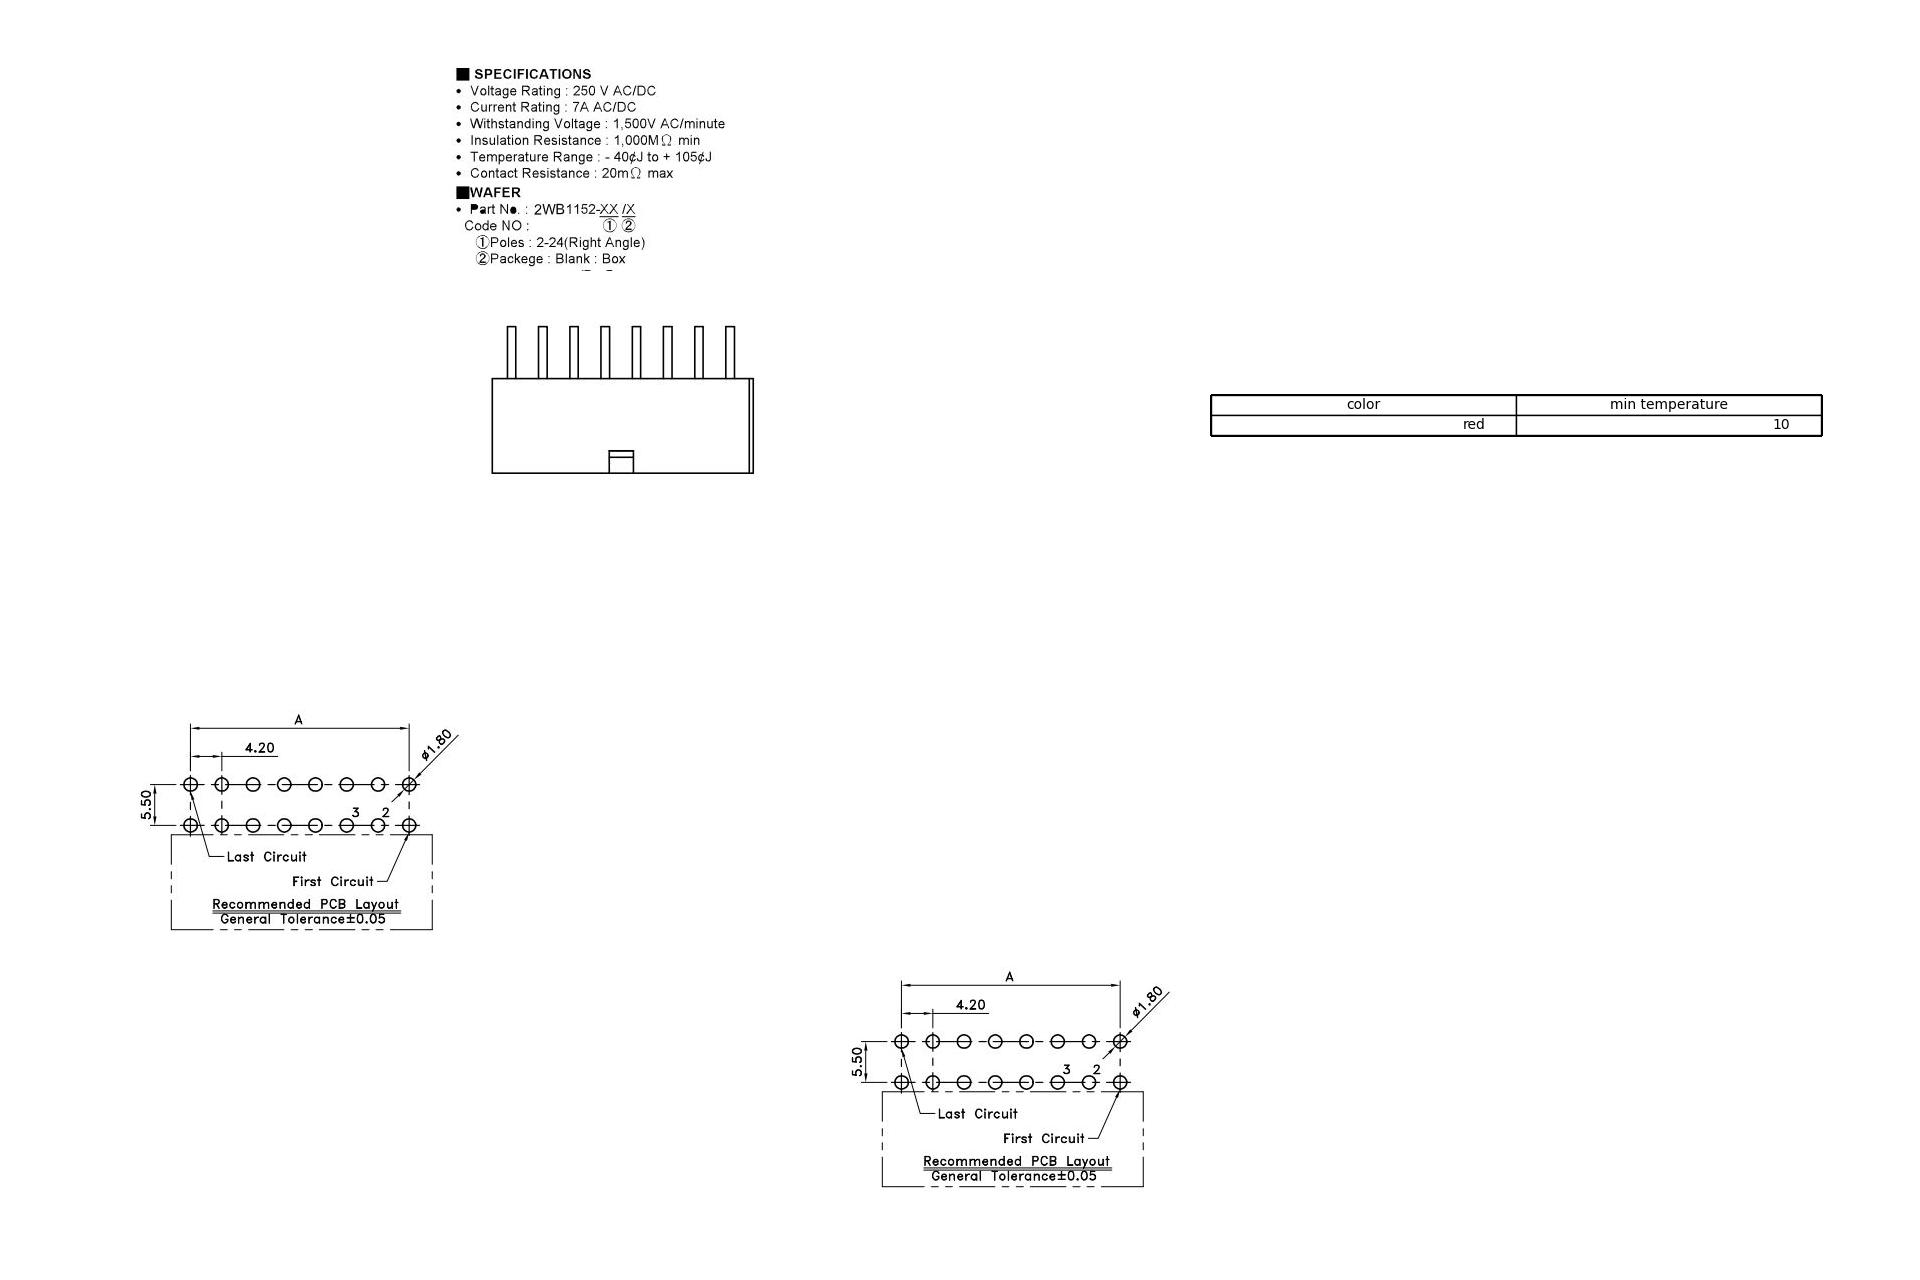 ■ SPECIFICATIONS
• Voltage Rating : 250 V AC/DC
• Current Rating : 7A AC/DC
• Withstanding Voltage : 1,500V AC/minute
• Insulation Resistance : 1,000MΩ min
• Temperature Range : - 40¢J to + 105¢J
• Contact Resistance : 20mΩ max
■WAFER
• Part No. : 2WB1152-XX /X
Code NO : ① ②
①Poles : 2-24(Right Angle)
②Packege : Blank : Box
color min temperature
red 10
A
4.20
ø1.80
5.50
3 2
Last Circuit
First Circuit
Recommended PCB Layout
General Tolerance±0.05
A
4.20
ø1.80
5.50
3 2
Last Circuit
First Circuit
Recommended PCB Layout
General Tolerance±0.05